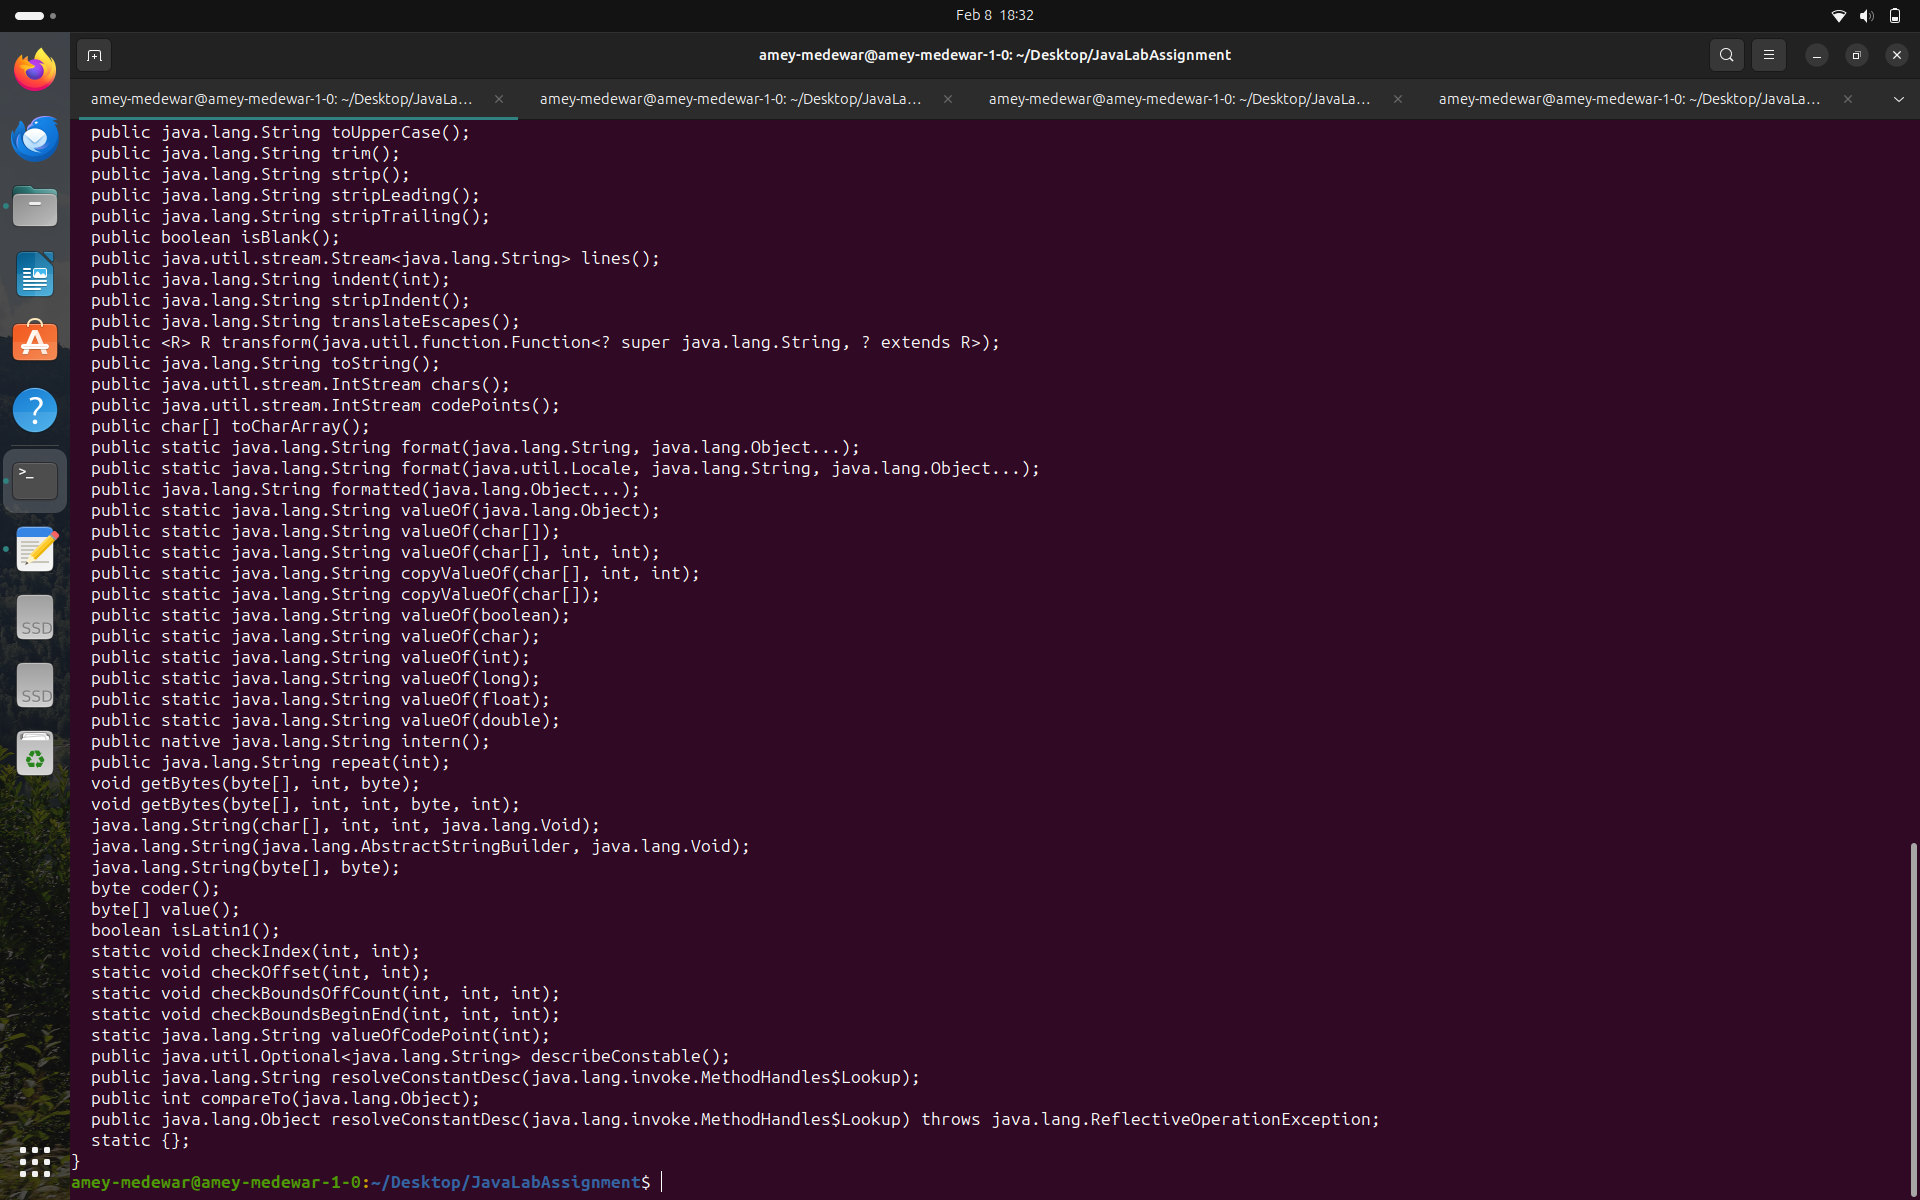 Feb 8 18:32
amey-medewar@amey-medewar-1-0: ~/Desktop/JavaLabAssignment
amey-medewar@amey-medewar-1-0: ~/Desktop/JavaLa...
amey-medewar@amey-medewar-1-0: ~/Desktop/JavaLa...
amey-medewar@amey-medewar-1-0: ~/Desktop/JavaLa...
amey-medewar@amey-medewar-1-0: ~/Desktop/JavaLa...
public java.lang.String toUpperCase();
public java.lang.String trim();
public java.lang.String strip();
public java.lang.String stripLeading();
public java.lang.String stripTrailing();
public boolean isBlank();
public java.util.stream.Stream<java.lang.String> lines();
public java.lang.String indent(int);
public java.lang.String stripIndent();
public java.lang.String translateEscapes();
public <R> R transform(java.util.function.Function<? super java.lang.String, ? extends R>);
public java.lang.String toString();
public java.util.stream.IntStream chars();
public java.util.stream.IntStream codePoints();
public char[] toCharArray();
public static java.lang.String format(java.lang.String, java.lang.Object...);
public static java.lang.String format(java.util.Locale, java.lang.String, java.lang.Object...);
public java.lang.String formatted(java.lang.Object...);
public static java.lang.String valueOf(java.lang.Object);
public static java.lang.String valueOf(char[]);
public static java.lang.String valueOf(char[], int, int);
public static java.lang.String copyValueOf(char[], int, int);
public static java.lang.String copyValueOf(char[]);
public static java.lang.String valueOf(boolean);
public static java.lang.String valueOf(char);
public static java.lang.String valueOf(int);
public static java.lang.String valueOf(long);
public static java.lang.String valueOf(float);
public static java.lang.String valueOf(double);
public native java.lang.String intern();
public java.lang.String repeat(int);
void getBytes(byte[], int, byte);
void getBytes(byte[], int, int, byte, int);
java.lang.String(char[], int, int, java.lang.Void);
java.lang.String(java.lang.AbstractStringBuilder, java.lang.Void);
java.lang.String(byte[], byte);
byte coder();
byte[] value();
boolean isLatin1();
static void checkIndex(int, int);
static void checkOffset(int, int);
static void checkBoundsOffCount(int, int, int);
static void checkBoundsBeginEnd(int, int, int);
static java.lang.String valueOfCodePoint(int);
public java.util.Optional<java.lang.String> describeConstable();
public java.lang.String resolveConstantDesc(java.lang.invoke.MethodHandles$Lookup);
public int compareTo(java.lang.Object);
public java.lang.Object resolveConstantDesc(java.lang.invoke.MethodHandles$Lookup) throws java.lang.ReflectiveOperationException;
static {};
}
amey-medewar@amey-medewar-1-0:~/Desktop/JavaLabAssignment$
SSD
SSD